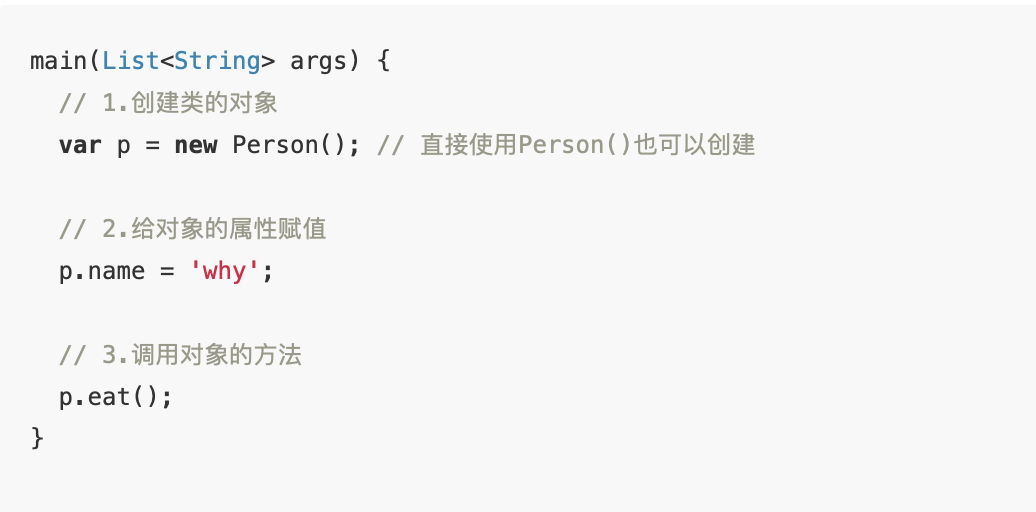 main(List<String> args) {
  // 1.创建类的对象
  var p = new Person(); // 直接使用Person()也可以创建
  // 2.给对象的属性赋值
  p.name = 'why';
  // 3.调用对象的方法
  p.eat();
}